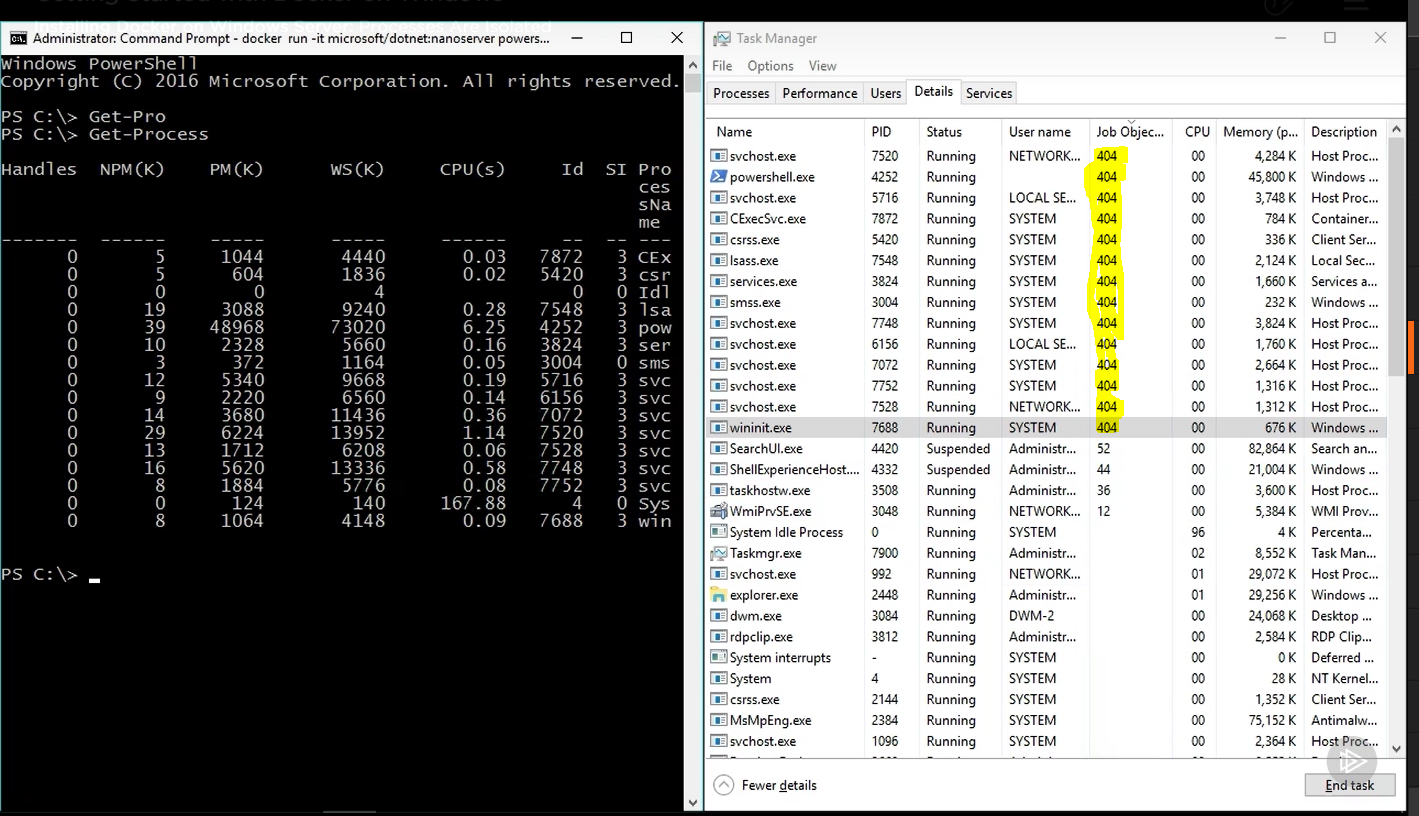 Getting Started with Docker on Windows
Installing Docker on Windows Server: Processes Are Isolated
Administrator: Command Prompt - docker run -it microsoft/dotnet:nanoserver powers...
Windows PowerShell
Copyright (C) 2016 Microsoft Corporation. All rights reserved.
PS C:\> Get-Pro
PS C:\> Get-Process
Handles NPM(K) PM(K) WS(K) CPU(s) Id SI Pro
ces
sNa
me
------- ------ ----- ----- ------ -- -- ---
0 5 1044 4440 0.03 7872 3 CEx
0 5 604 1836 0.02 5420 3 csr
0 0 0 4 0 0 Idl
0 19 3088 9240 0.28 7548 3 lsa
0 39 48968 73020 6.25 4252 3 pow
0 10 2328 5660 0.16 3824 3 ser
0 3 372 1164 0.05 3004 0 sms
0 12 5340 9668 0.19 5716 3 svc
0 9 2220 6560 0.14 6156 3 svc
0 14 3680 11436 0.36 7072 3 svc
0 29 6224 13952 1.14 7520 3 svc
0 13 1712 6208 0.06 7528 3 svc
0 16 5620 13336 0.58 7748 3 svc
0 8 1884 5776 0.08 7752 3 svc
0 0 124 140 167.88 4 0 Sys
0 8 1064 4148 0.09 7688 3 win
PS C:\>
Task Manager
File Options View
Processes Performance Users Details Services
Name PID Status User name Job Objec... CPU Memory (p... Description
svchost.exe 7520 Running NETWORK... 404 00 4,284 K Host Proc...
powershell.exe 4252 Running 404 00 45,800 K Windows ...
svchost.exe 5716 Running LOCAL SE... 404 00 3,748 K Host Proc...
CExecSvc.exe 7872 Running SYSTEM 404 00 784 K Container...
csrss.exe 5420 Running SYSTEM 404 00 336 K Client Ser...
lsass.exe 7548 Running SYSTEM 404 00 2,124 K Local Sec...
services.exe 3824 Running SYSTEM 404 00 1,660 K Services a...
smss.exe 3004 Running SYSTEM 404 00 232 K Windows ...
svchost.exe 7748 Running SYSTEM 404 00 3,824 K Host Proc...
svchost.exe 6156 Running LOCAL SE... 404 00 1,760 K Host Proc...
svchost.exe 7072 Running SYSTEM 404 00 2,664 K Host Proc...
svchost.exe 7752 Running SYSTEM 404 00 1,316 K Host Proc...
svchost.exe 7528 Running NETWORK... 404 00 1,312 K Host Proc...
wininit.exe 7688 Running SYSTEM 404 00 676 K Windows ...
SearchUI.exe 4420 Suspended Administr... 52 00 82,864 K Search an...
ShellExperienceHost.... 4332 Suspended Administr... 44 00 21,004 K Windows ...
taskhostw.exe 3508 Running Administr... 36 00 3,600 K Host Proc...
WmiPrvSE.exe 3048 Running NETWORK... 12 00 5,384 K WMI Prov...
System Idle Process 0 Running SYSTEM 96 4 K Percenta...
Taskmgr.exe 7900 Running Administr... 02 8,552 K Task Man...
svchost.exe 992 Running NETWORK... 01 29,072 K Host Proc...
explorer.exe 2448 Running Administr... 01 29,256 K Windows ...
dwm.exe 3084 Running DWM-2 00 24,068 K Desktop ...
rdpclip.exe 3812 Running Administr... 00 2,584 K RDP Clip...
System interrupts - Running SYSTEM 00 0 K Deferred ...
System 4 Running SYSTEM 00 28 K NT Kernel...
csrss.exe 2144 Running SYSTEM 00 1,352 K Client Ser...
MsMpEng.exe 2384 Running SYSTEM 00 75,152 K Antimalw...
svchost.exe 1096 Running SYSTEM 00 2,364 K Host Proc...
Fewer details
End task